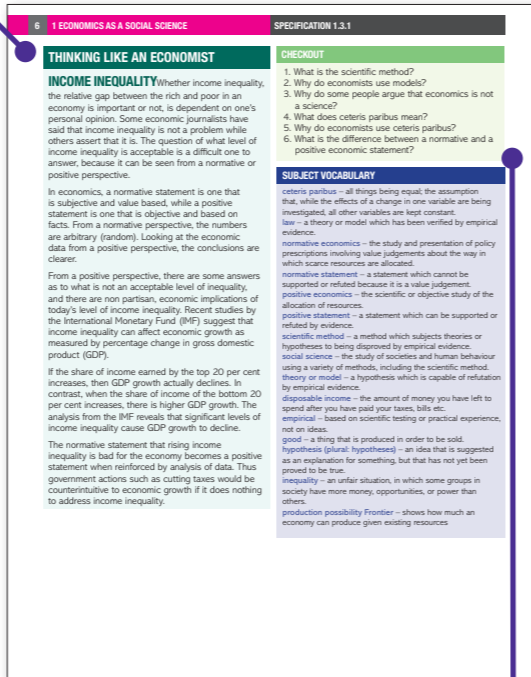 6 1 ECONOMICS AS A SOCIAL SCIENCE
SPECIFICATION 1.3.1
THINKING LIKE AN ECONOMIST
INCOME INEQUALITY Whether income inequality,
the relative gap between the rich and poor in an
economy is important or not, is dependent on one's
personal opinion. Some economic journalists have
said that income inequality is not a problem while
others assert that it is. The question of what level of
income inequality is acceptable is a difficult one to
answer, because it can be seen from a normative or
positive perspective.
In economics, a normative statement is one that
is subjective and value based, while a positive
statement is one that is objective and based on
facts. From a normative perspective, the numbers
are arbitrary (random). Looking at the economic
data from a positive perspective, the conclusions are
clearer.
From a positive perspective, there are some answers
as to what is not an acceptable level of inequality,
and there are non partisan, economic implications of
today's level of income inequality. Recent studies by
the International Monetary Fund (IMF) suggest that
income inequality can affect economic growth as
measured by percentage change in gross domestic
product (GDP).
If the share of income earned by the top 20 per cent
increases, then GDP growth actually declines. In
contrast, when the share of income of the bottom 20
per cent increases, there is higher GDP growth. The
analysis from the IMF reveals that significant levels of
income inequality cause GDP growth to decline.
The normative statement that rising income
inequality is bad for the economy becomes a positive
statement when reinforced by analysis of data. Thus
government actions such as cutting taxes would be
counterintuitive to economic growth if it does nothing
to address income inequality.
CHECKOUT
1. What is the scientific method?
2. Why do economists use models?
3. Why do some people argue that economics is not
a science?
4. What does ceteris paribus mean?
5. Why do economists use ceteris paribus?
6. What is the difference between a normative and a
positive economic statement?
SUBJECT VOCABULARY
ceteris paribus – all things being equal; the assumption
that, while the effects of a change in one variable are being
investigated, all other variables are kept constant.
law – a theory or model which has been verified by empirical
evidence.
normative economics – the study and presentation of policy
prescriptions involving value judgements about the way in
which scarce resources are allocated.
normative statement – a statement which cannot be
supported or refuted because it is a value judgement.
positive economics – the scientific or objective study of the
allocation of resources.
positive statement – a statement which can be supported or
refuted by evidence.
scientific method – a method which subjects theories or
hypotheses to being disproved by empirical evidence.
social science – the study of societies and human behaviour
using a variety of methods, including the scientific method.
theory or model – a hypothesis which is capable of refutation
by empirical evidence.
disposable income – the amount of money you have left to
spend after you have paid your taxes, bills etc.
empirical – based on scientific testing or practical experience,
not on ideas.
good – a thing that is produced in order to be sold.
hypothesis (plural: hypotheses) – an idea that is suggested
as an explanation for something, but that has not yet been
proved to be true.
inequality – an unfair situation, in which some groups in
society have more money, opportunities, or power than
others.
production possibility Frontier – shows how much an
economy can produce given existing resources